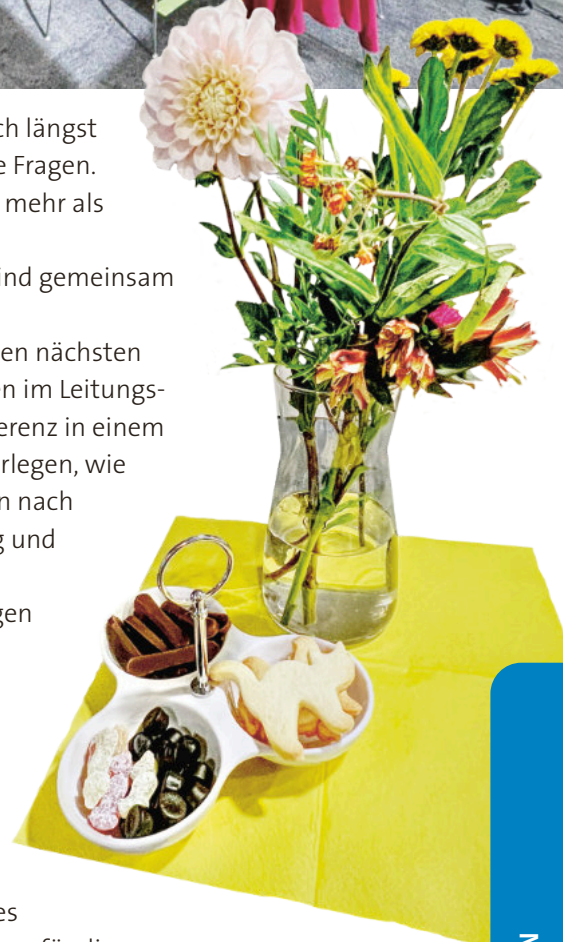 ch längst
e Fragen.
mehr als
ind gemeinsam
en nächsten
en im Leitungs-
erenz in einem
rlegen, wie
n nach
g und
gen
es
N